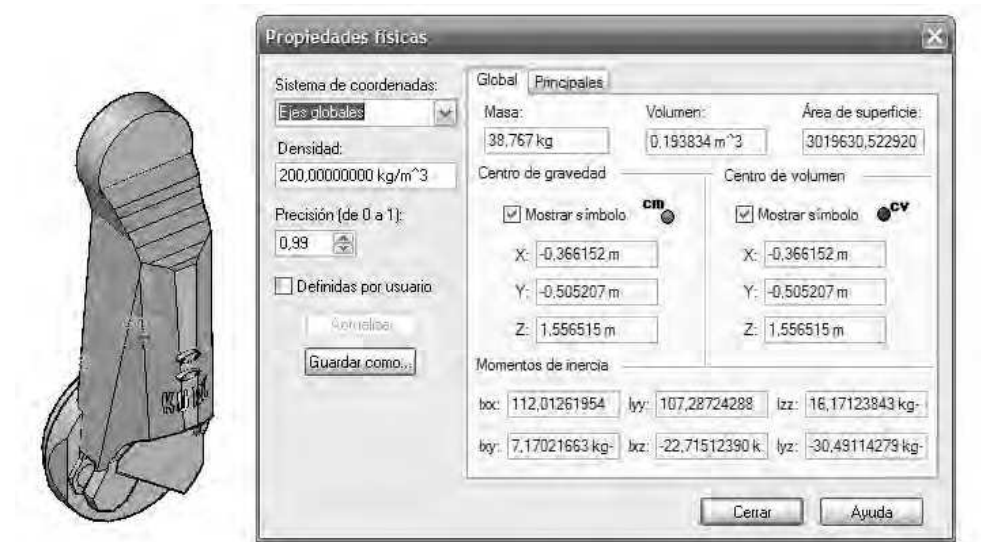 Propiedades físicas
Sistema de coordenadas:
Ejes globales
Densidad:
200,00000000 kg/m^3
Precisión (de 0 a 1):
0,99
Definidas por usuario
Actualizar
Guardar como...
Global Principales
Masa: Volumen: Área de superficie:
38,767 kg 0,193834 m^3 3019630,522920
Centro de gravedad Centro de volumen
Mostrar símbolo cm Mostrar símbolo cv
X: -0,366152 m X: -0,366152 m
Y: -0,505207 m Y: -0,505207 m
Z: 1,556515 m Z: 1,556515 m
Momentos de inercia
Ixx: 112,01261954 Iyy: 107,28724288 Izz: 16,17123843 kg-
Ixy: 7,17021663 kg- Ixz: -22,71512390 k Iyz: -30,49114279 kg-
Cerrar Ayuda